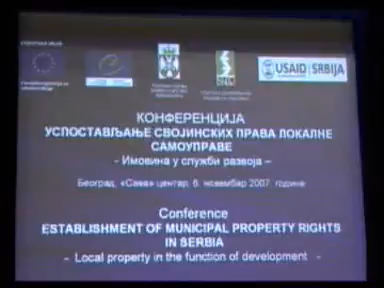 USAID | SRBIJA
КОНФЕРЕНЦИЈА
УСПОСТАВЉАЊЕ СВОЈИНСКИХ ПРАВА ЛОКАЛНЕ
САМОУПРАВЕ
- Имовина у служби развоја –
Београд, «Сава» центар, 6. новембар 2007. године
Conference
ESTABLISHMENT OF MUNICIPAL PROPERTY RIGHTS
IN SERBIA
- Local property in the function of development -